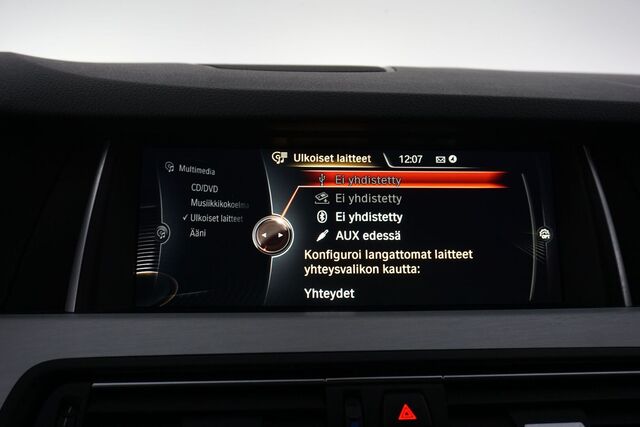 Multimedia
CD/DVD
Musiikkikokoelma
✓ Ulkoiset laitteet
Ääni
Ulkoiset laitteet
12:07
Ei yhdistetty
Ei yhdistetty
Ei yhdistetty
AUX edessä
Konfiguroi langattomat laitteet
yhteysvalikon kautta:
Yhteydet